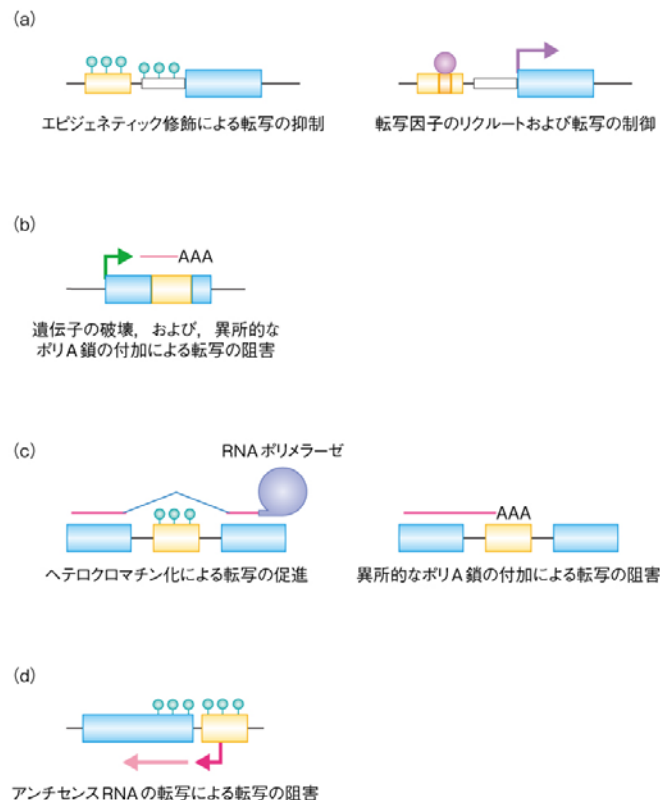 (a)
エピジェネティック修飾による転写の抑制
転写因子のリクルートおよび転写の制御
(b)
AAA
遺伝子の破壊，および，異所的な
ポリA鎖の付加による転写の阻害
(c)
RNAポリメラーゼ
AAA
ヘテロクロマチン化による転写の促進
異所的なポリA鎖の付加による転写の阻害
(d)
アンチセンスRNAの転写による転写の阻害